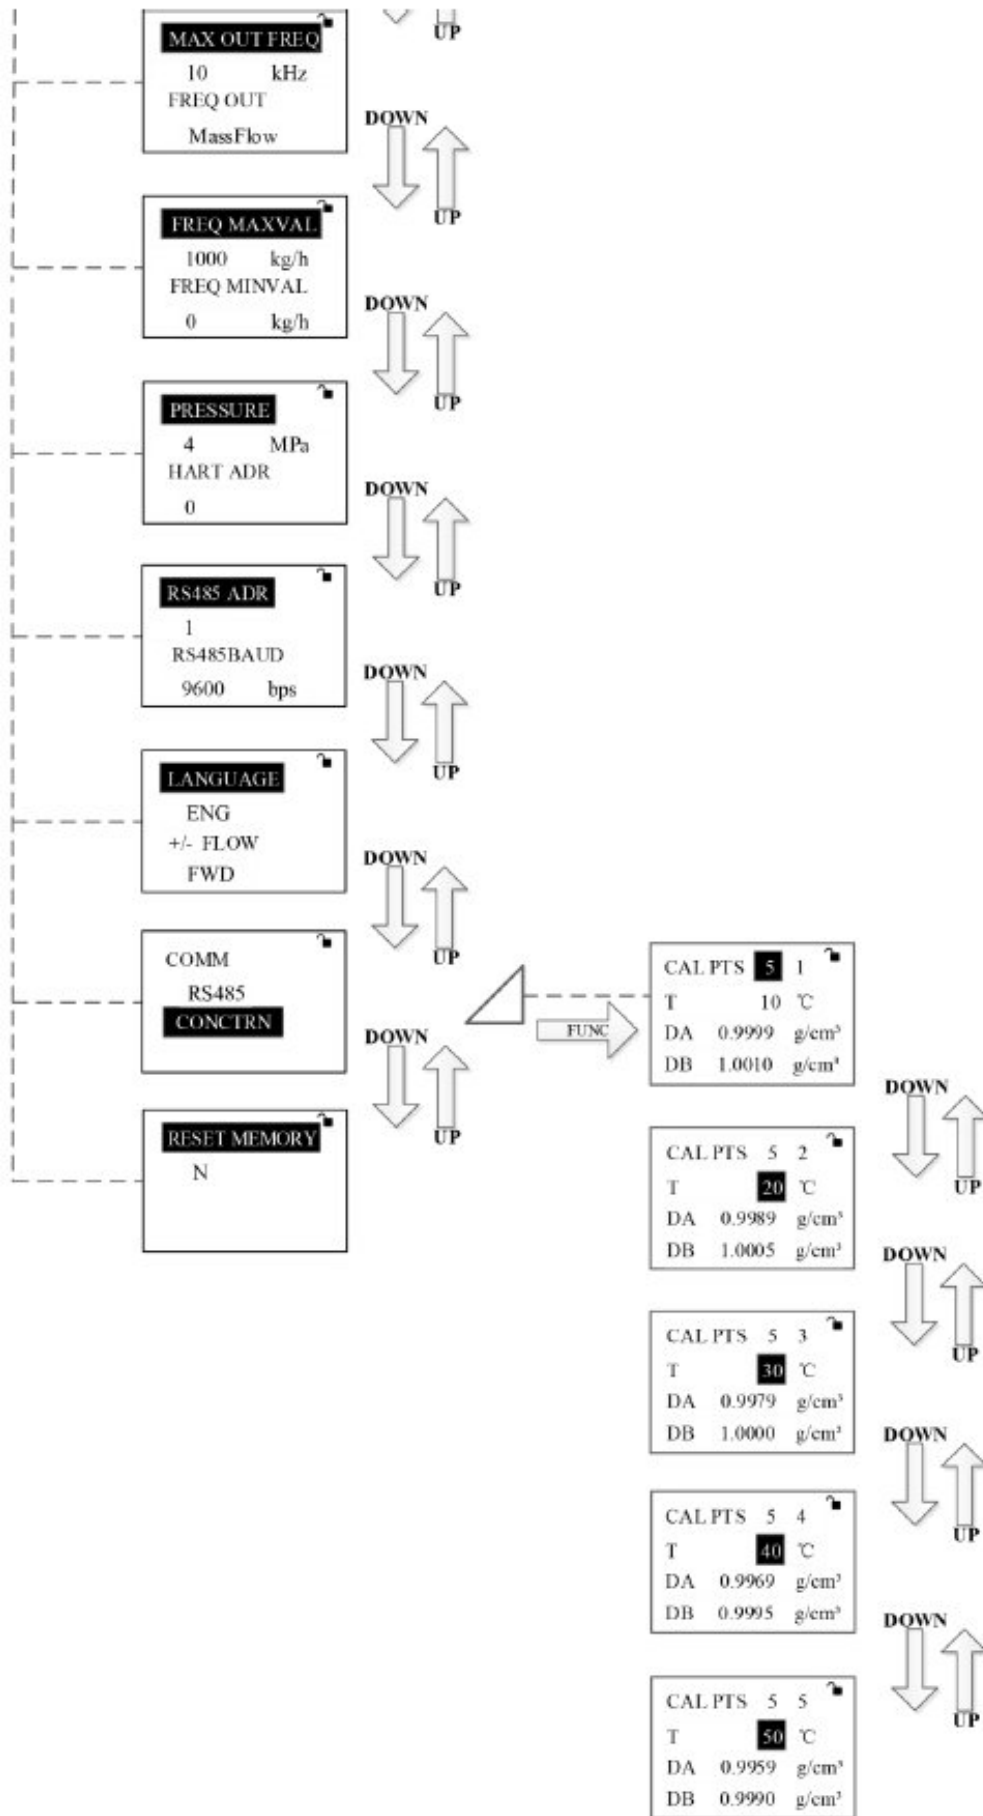 UP
MAX OUT FREQ
10 kHz
FREQ OUT
MassFlow
DOWN
UP
FREQ MAXVAL
1000 kg/h
FREQ MINVAL
0 kg/h
DOWN
UP
PRESSURE
4 MPa
HART ADR
0
DOWN
UP
RS485 ADR
1
RS485BAUD
9600 bps
DOWN
UP
LANGUAGE
ENG
+/- FLOW
FWD
DOWN
UP
COMM
RS485
CONCTRN
DOWN
UP
RESET MEMORY
N
FUNC
CAL PTS 5 1
T 10 ℃
DA 0.9999 g/cm³
DB 1.0010 g/cm³
DOWN
UP
CAL PTS 5 2
T 20 ℃
DA 0.9989 g/cm³
DB 1.0005 g/cm³
DOWN
UP
CAL PTS 5 3
T 30 ℃
DA 0.9979 g/cm³
DB 1.0000 g/cm³
DOWN
UP
CAL PTS 5 4
T 40 ℃
DA 0.9969 g/cm³
DB 0.9995 g/cm³
DOWN
UP
CAL PTS 5 5
T 50 ℃
DA 0.9959 g/cm³
DB 0.9990 g/cm³